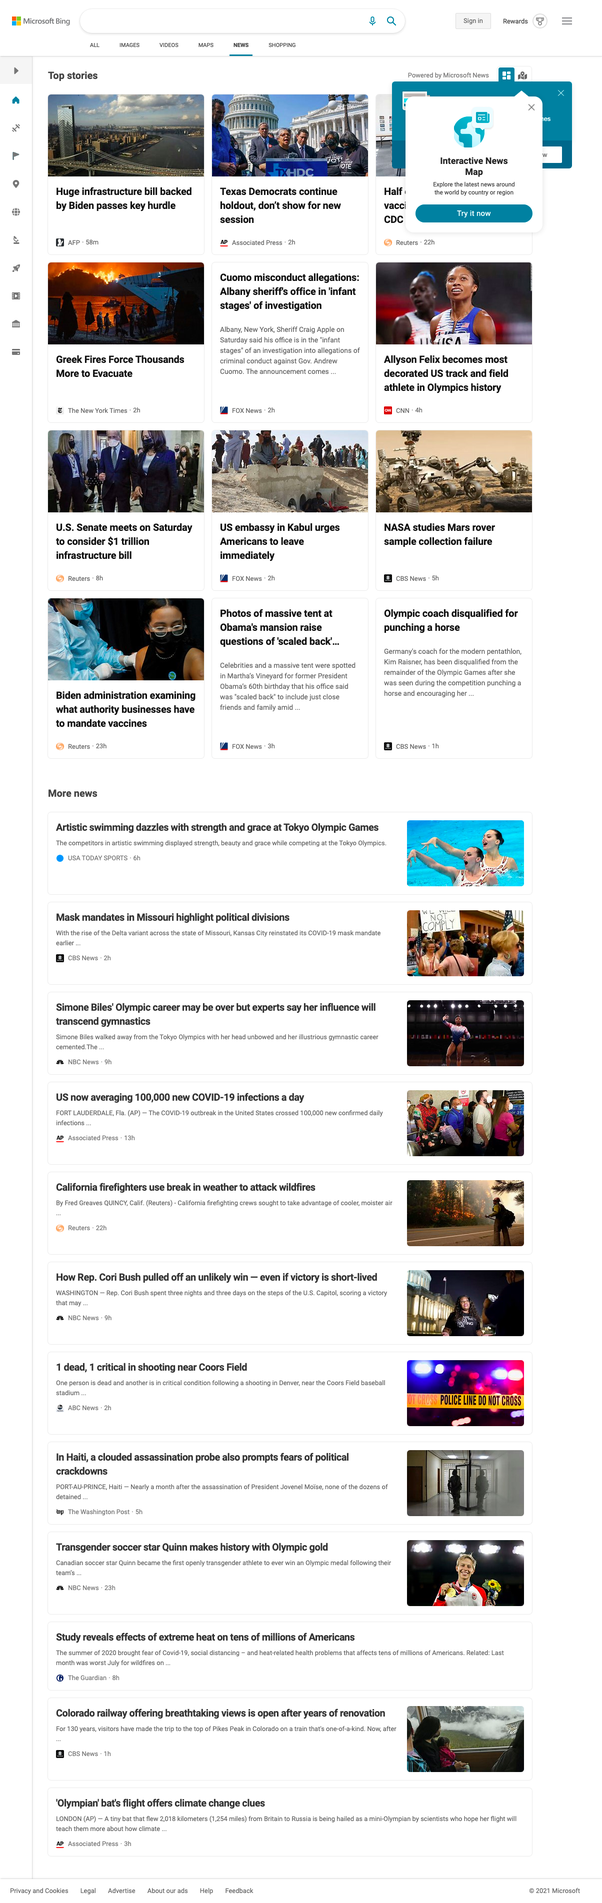 Microsoft Bing
Sign in
Rewards
ALL
IMAGES
VIDEOS
MAPS
NEWS
SHOPPING
Top stories
Powered by Microsoft News
Interactive News
Map
Explore the latest news around
the world by country or region
Try it now
Huge infrastructure bill backed
by Biden passes key hurdle
AFP · 58m
Texas Democrats continue
holdout, don't show for new
session
Associated Press · 2h
Half
vacci
CDC
Reuters · 22h
Greek Fires Force Thousands
More to Evacuate
The New York Times · 2h
Cuomo misconduct allegations:
Albany sheriff's office in 'infant
stages' of investigation
Albany, New York, Sheriff Craig Apple on
Saturday said his office is in the "infant
stages" of an investigation into allegations of
criminal conduct against Gov. Andrew
Cuomo. The announcement comes ...
FOX News · 2h
Allyson Felix becomes most
decorated US track and field
athlete in Olympics history
CNN · 4h
U.S. Senate meets on Saturday
to consider $1 trillion
infrastructure bill
Reuters · 8h
US embassy in Kabul urges
Americans to leave
immediately
FOX News · 2h
NASA studies Mars rover
sample collection failure
CBS News · 5h
Biden administration examining
what authority businesses have
to mandate vaccines
Reuters · 23h
Photos of massive tent at
Obama's mansion raise
questions of 'scaled back'...
Celebrities and a massive tent were spotted
in Martha's Vineyard for former President
Obama's 60th birthday that his office said
was "scaled back" to include just close
friends and family amid ...
FOX News · 3h
Olympic coach disqualified for
punching a horse
Germany's coach for the modern pentathlon,
Kim Raisner, has been disqualified from the
remainder of the Olympic Games after she
was seen during the competition punching a
horse and encouraging her ...
CBS News · 1h
More news
Artistic swimming dazzles with strength and grace at Tokyo Olympic Games
The competitors in artistic swimming displayed strength, beauty and grace while competing at the Tokyo Olympics.
USA TODAY SPORTS · 6h
Mask mandates in Missouri highlight political divisions
With the rise of the Delta variant across the state of Missouri, Kansas City reinstated its COVID-19 mask mandate
earlier ...
CBS News · 2h
NOT
COMPLY
Simone Biles' Olympic career may be over but experts say her influence will
transcend gymnastics
Simone Biles walked away from the Tokyo Olympics with her head unbowed and her illustrious gymnastic career
cemented.The ...
NBC News · 9h
US now averaging 100,000 new COVID-19 infections a day
FORT LAUDERDALE, Fla. (AP) — The COVID-19 outbreak in the United States crossed 100,000 new confirmed daily
infections ...
Associated Press · 13h
California firefighters use break in weather to attack wildfires
By Fred Greaves QUINCY, Calif. (Reuters) - California firefighting crews sought to take advantage of cooler, moister air
...
Reuters · 22h
How Rep. Cori Bush pulled off an unlikely win — even if victory is short-lived
WASHINGTON — Rep. Cori Bush spent three nights and three days on the steps of the U.S. Capitol, scoring a victory
that may ...
NBC News · 9h
1 dead, 1 critical in shooting near Coors Field
One person is dead and another is in critical condition following a shooting in Denver, near the Coors Field baseball
stadium ...
ABC News · 2h
POLICE LINE DO NOT CROSS
In Haiti, a clouded assassination probe also prompts fears of political
crackdowns
PORT-AU-PRINCE, Haiti — Nearly a month after the assassination of President Jovenel Moïse, none of the dozens of
detained ...
The Washington Post · 5h
Transgender soccer star Quinn makes history with Olympic gold
Canadian soccer star Quinn became the first openly transgender athlete to ever win an Olympic medal following their
team's ...
NBC News · 23h
Study reveals effects of extreme heat on tens of millions of Americans
The summer of 2020 brought fear of Covid-19, social distancing – and heat-related health problems that affects tens of millions of Americans. Related: Last
month was worst July for wildfires on ...
The Guardian · 8h
Colorado railway offering breathtaking views is open after years of renovation
For 130 years, visitors have made the trip to the top of Pikes Peak in Colorado on a train that's one-of-a-kind. Now, after
...
CBS News · 1h
'Olympian' bat's flight offers climate change clues
LONDON (AP) — A tiny bat that flew 2,018 kilometers (1,254 miles) from Britain to Russia is being hailed as a mini-Olympian by scientists who hope her flight will
teach them more about how climate ...
Associated Press · 3h
Privacy and Cookies
Legal
Advertise
About our ads
Help
Feedback
© 2021 Microsoft